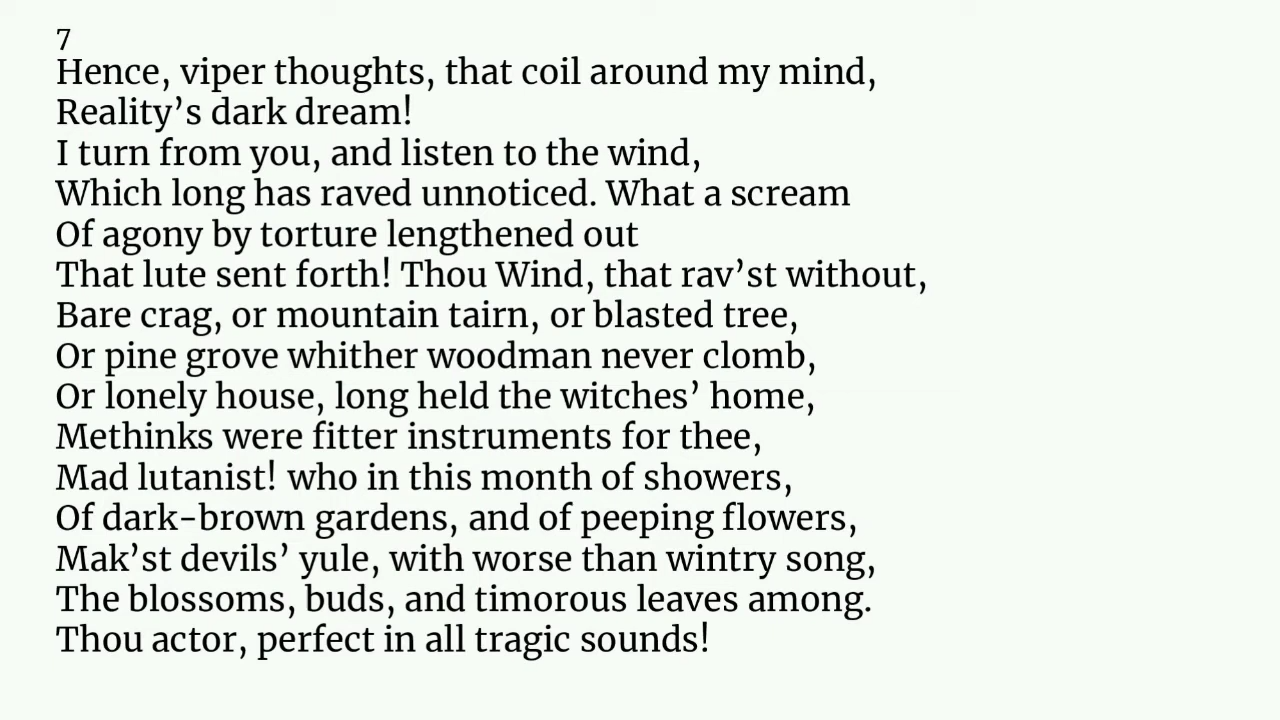 7
Hence, viper thoughts, that coil around my mind,
Reality’s dark dream!
I turn from you, and listen to the wind,
Which long has raved unnoticed. What a scream
Of agony by torture lengthened out
That lute sent forth! Thou Wind, that rav’st without,
Bare crag, or mountain tairn, or blasted tree,
Or pine grove whither woodman never clomb,
Or lonely house, long held the witches’ home,
Methinks were fitter instruments for thee,
Mad lutanist! who in this month of showers,
Of dark-brown gardens, and of peeping flowers,
Mak’st devils’ yule, with worse than wintry song,
The blossoms, buds, and timorous leaves among.
Thou actor, perfect in all tragic sounds!